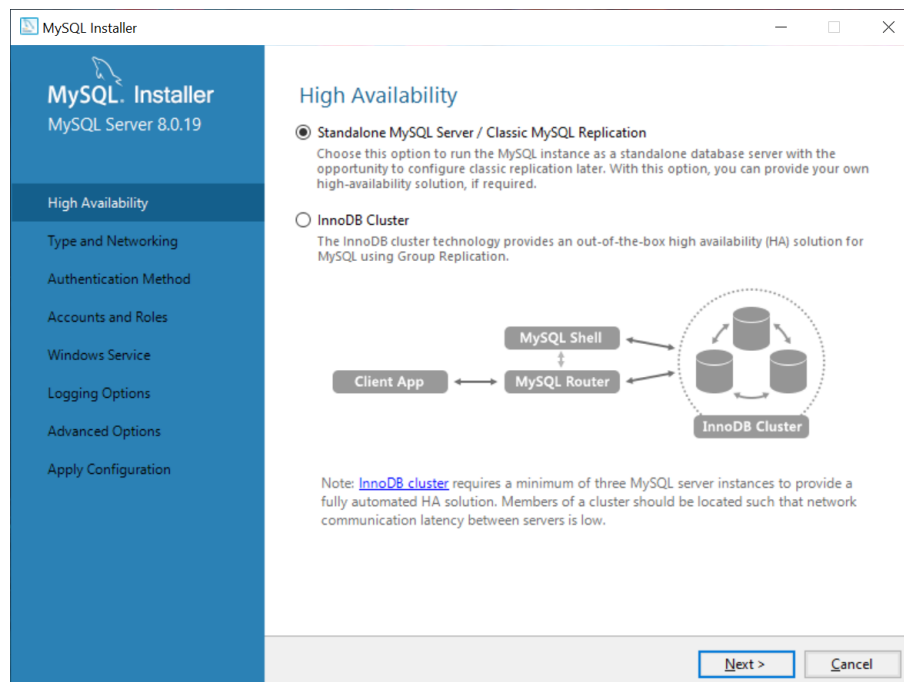 MySQL Installer
MySQL. Installer
MySQL Server 8.0.19
High Availability
Type and Networking
Authentication Method
Accounts and Roles
Windows Service
Logging Options
Advanced Options
Apply Configuration
High Availability
Standalone MySQL Server / Classic MySQL Replication
Choose this option to run the MySQL instance as a standalone database server with the
opportunity to configure classic replication later. With this option, you can provide your own
high-availability solution, if required.
InnoDB Cluster
The InnoDB cluster technology provides an out-of-the-box high availability (HA) solution for
MySQL using Group Replication.
MySQL Shell
Client App
MySQL Router
InnoDB Cluster
Note: InnoDB cluster requires a minimum of three MySQL server instances to provide a
fully automated HA solution. Members of a cluster should be located such that network
communication latency between servers is low.
Next >
Cancel